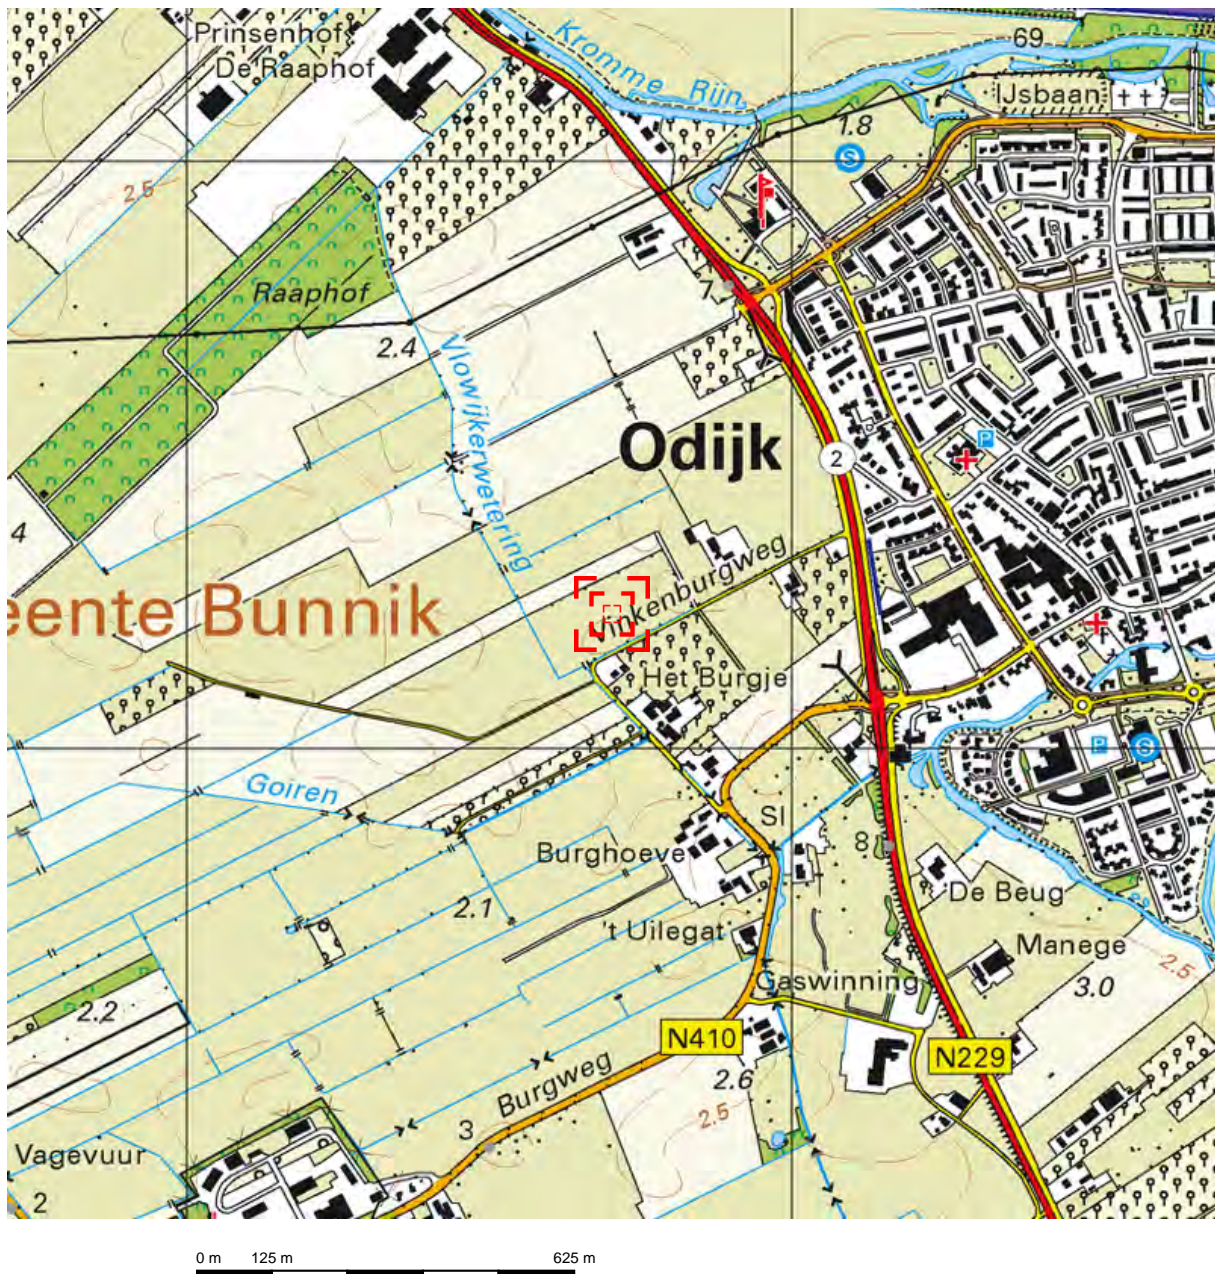 Prinsenhof
De Raaphof
Kromme Rijn
69
IJsbaan
1.8
S
2.5
Raaphof
7
2.4
Vlowijkerwetering
Odijk
2
P
4
Vinkenburgweg
eente Bunnik
Het Burgje
P
S
Goiren
Sl
Burghoeve
8
De Beug
2.1
't Uilegat
Manege
2.5
Gaswinning
3.0
2.2
N410
N229
2.6
Burgweg
2.5
3
Vagevuur
2
0 m 125 m 625 m